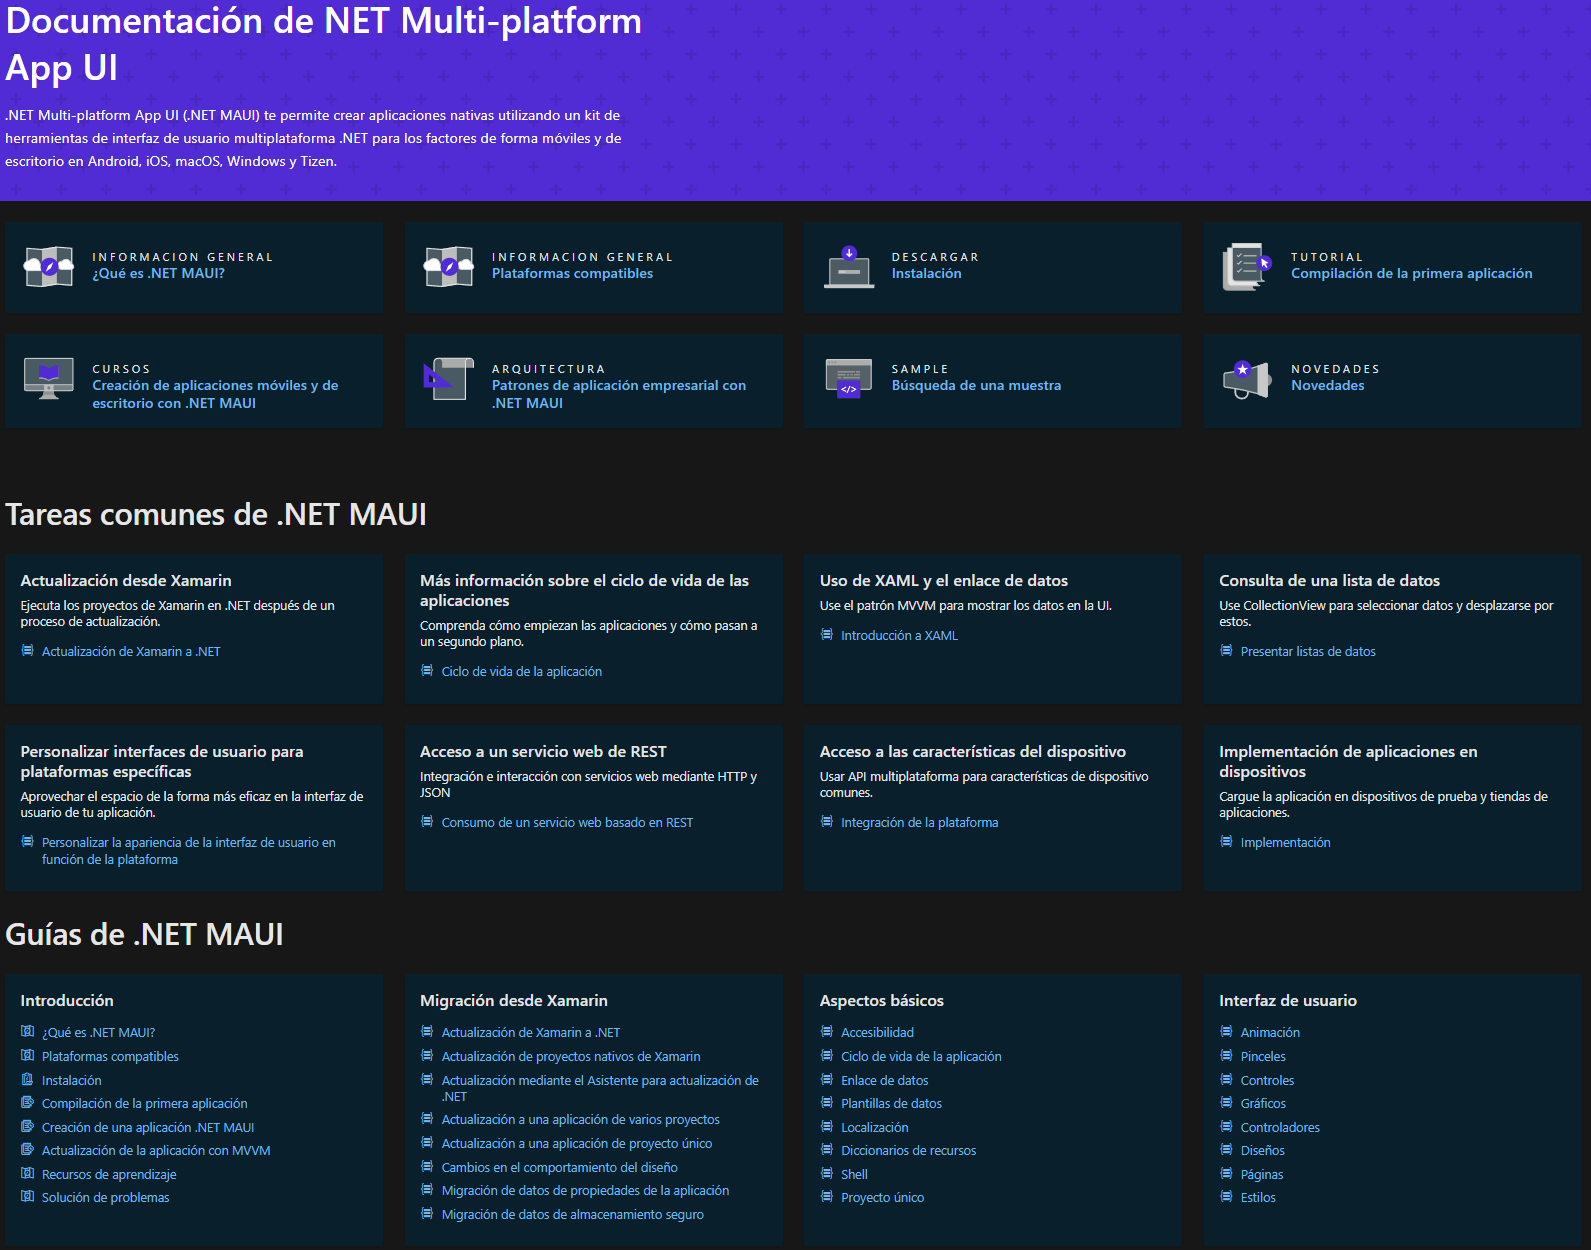 Documentación de .NET Multi-platform
App UI
.NET Multi-platform App UI (.NET MAUI) te permite crear aplicaciones nativas utilizando un kit de
herramientas de interfaz de usuario multiplataforma .NET para los factores de forma móviles y de
escritorio en Android, iOS, macOS, Windows y Tizen.
INFORMACION GENERAL
¿Qué es .NET MAUI?
INFORMACION GENERAL
Plataformas compatibles
DESCARGAR
Instalación
TUTORIAL
Compilación de la primera aplicación
CURSOS
Creación de aplicaciones móviles y de
escritorio con .NET MAUI
ARQUITECTURA
Patrones de aplicación empresarial con
.NET MAUI
SAMPLE
Búsqueda de una muestra
NOVEDADES
Novedades
Tareas comunes de .NET MAUI
Actualización desde Xamarin
Ejecuta los proyectos de Xamarin en .NET después de un
proceso de actualización.
Actualización de Xamarin a .NET
Más información sobre el ciclo de vida de las
aplicaciones
Comprenda cómo empiezan las aplicaciones y cómo pasan a
un segundo plano.
Ciclo de vida de la aplicación
Uso de XAML y el enlace de datos
Use el patrón MVVM para mostrar los datos en la UI.
Introducción a XAML
Consulta de una lista de datos
Use CollectionView para seleccionar datos y desplazarse por
estos.
Presentar listas de datos
Personalizar interfaces de usuario para
plataformas específicas
Aprovechar el espacio de la forma más eficaz en la interfaz de
usuario de tu aplicación.
Personalizar la apariencia de la interfaz de usuario en
función de la plataforma
Acceso a un servicio web de REST
Integración e interacción con servicios web mediante HTTP y
JSON
Consumo de un servicio web basado en REST
Acceso a las características del dispositivo
Usar API multiplataforma para características de dispositivo
comunes.
Integración de la plataforma
Implementación de aplicaciones en
dispositivos
Cargue la aplicación en dispositivos de prueba y tiendas de
aplicaciones.
Implementación
Guías de .NET MAUI
Introducción
¿Qué es .NET MAUI?
Plataformas compatibles
Instalación
Compilación de la primera aplicación
Creación de una aplicación .NET MAUI
Actualización de la aplicación con MVVM
Recursos de aprendizaje
Solución de problemas
Migración desde Xamarin
Actualización de Xamarin a .NET
Actualización de proyectos nativos de Xamarin
Actualización mediante el Asistente para actualización de
.NET
Actualización a una aplicación de varios proyectos
Actualización a una aplicación de proyecto único
Cambios en el comportamiento del diseño
Migración de datos de propiedades de la aplicación
Migración de datos de almacenamiento seguro
Aspectos básicos
Accesibilidad
Ciclo de vida de la aplicación
Enlace de datos
Plantillas de datos
Localización
Diccionarios de recursos
Shell
Proyecto único
Interfaz de usuario
Animación
Pinceles
Controles
Gráficos
Controladores
Diseños
Páginas
Estilos